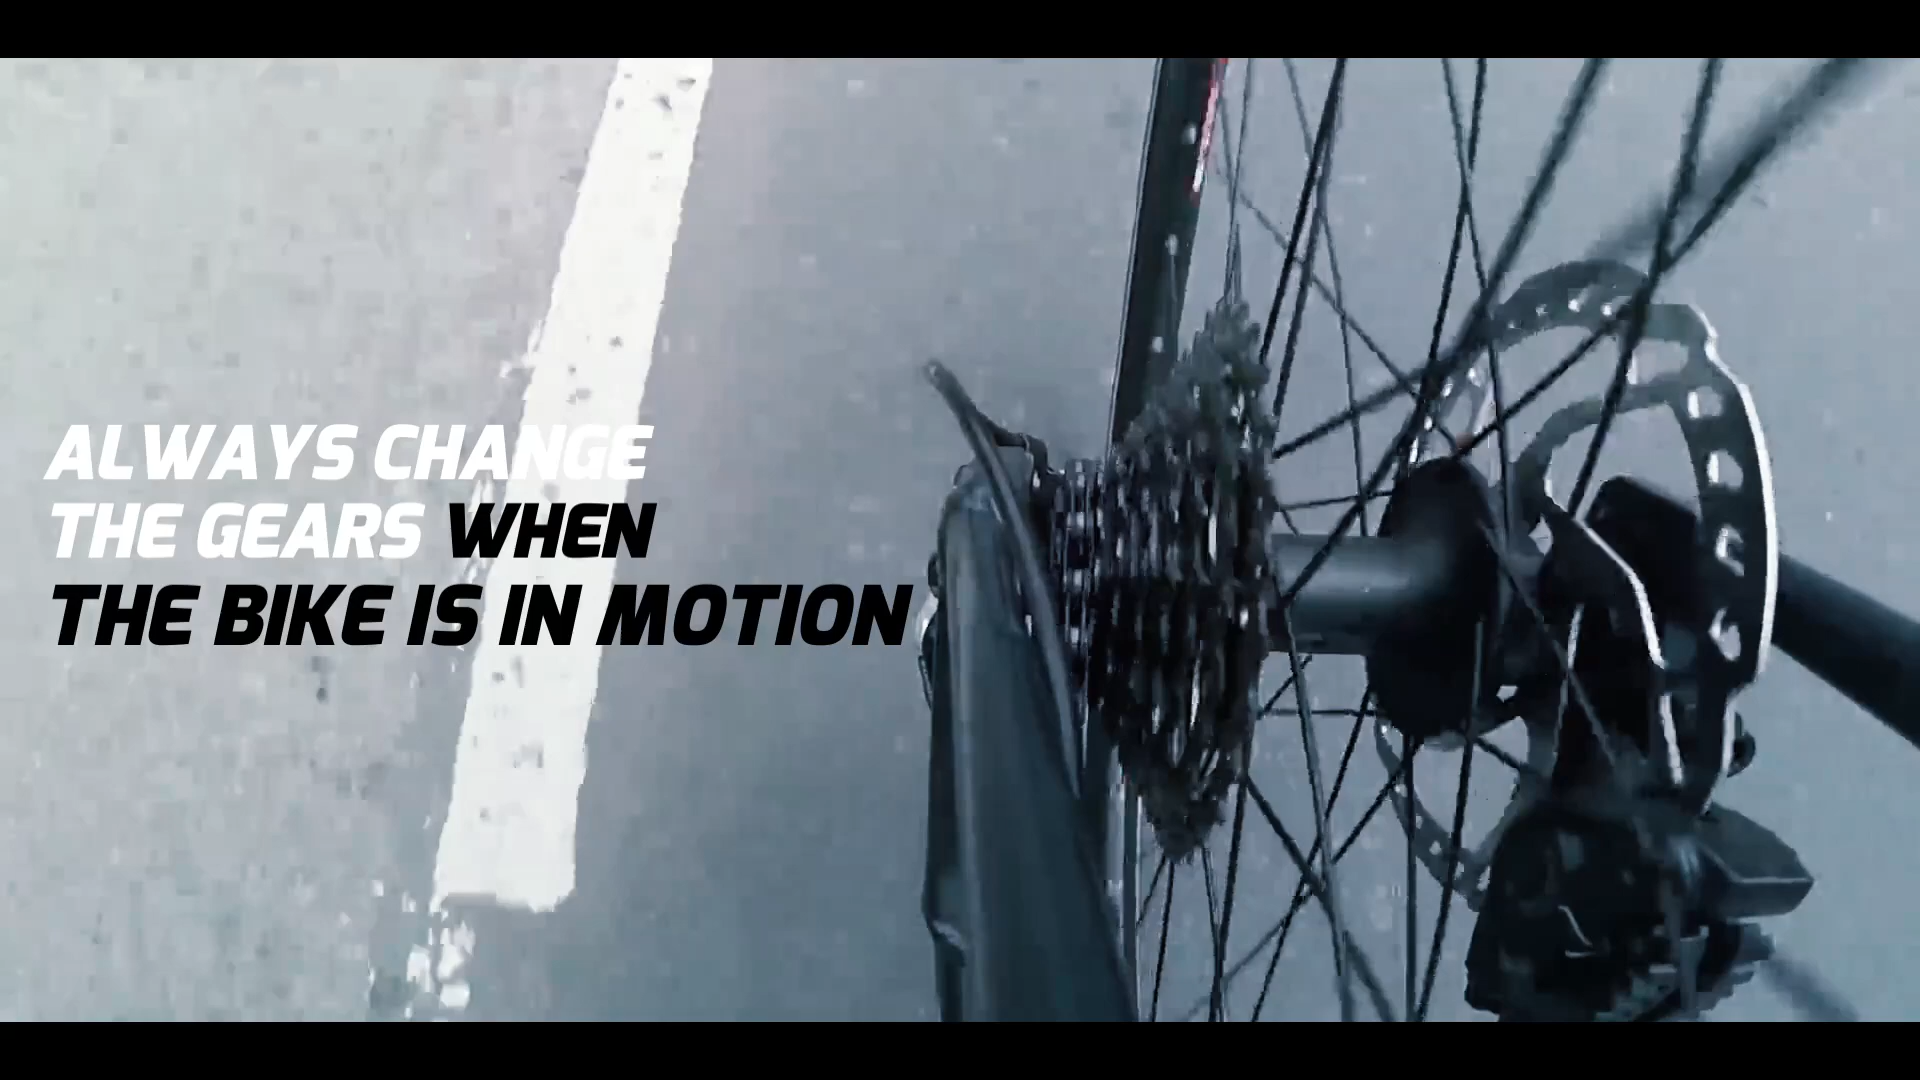 ALWAYS CHANGE
THE GEARS WHEN
THE BIKE IS IN MOTION